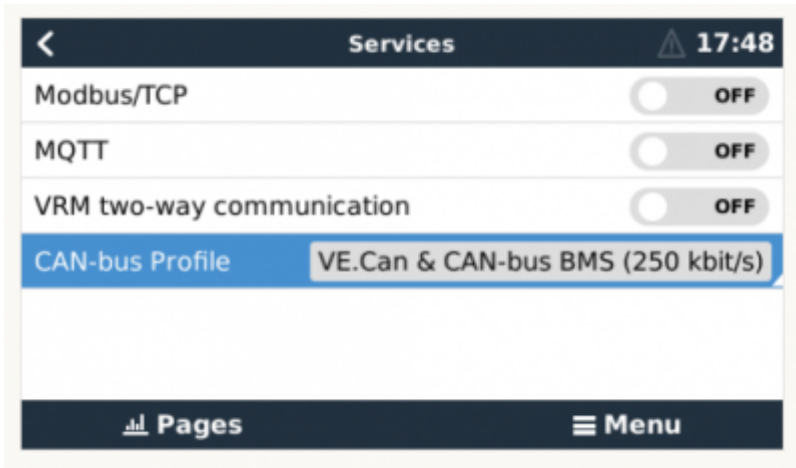 Services 17:48
Modbus/TCP OFF
MQTT OFF
VRM two-way communication OFF
CAN-bus Profile VE.Can & CAN-bus BMS (250 kbit/s)
Pages Menu